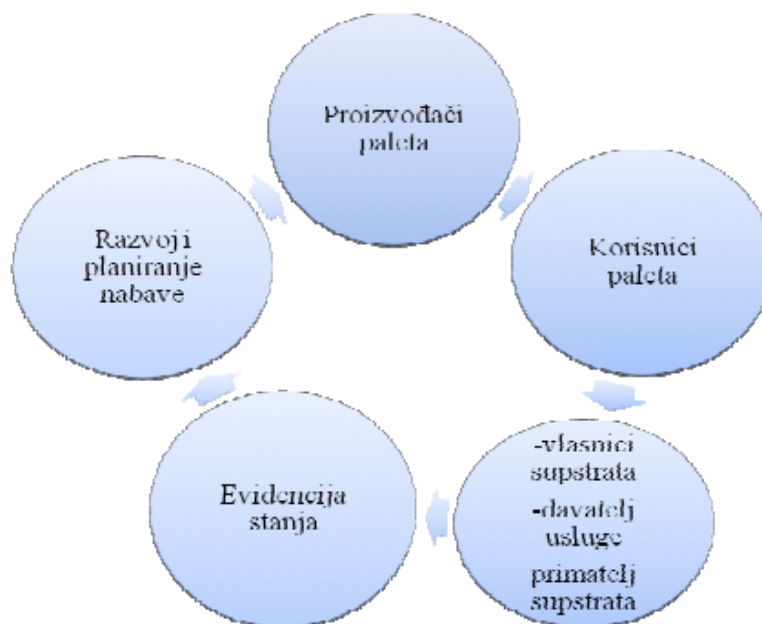 Proizvođači
paleta
Korisnici
paleta
-vlasnici
supstrata
-davatelj
usluge
primatelj
supstrata
Evidencija
stanja
Razvoj i
planiranje
nabave